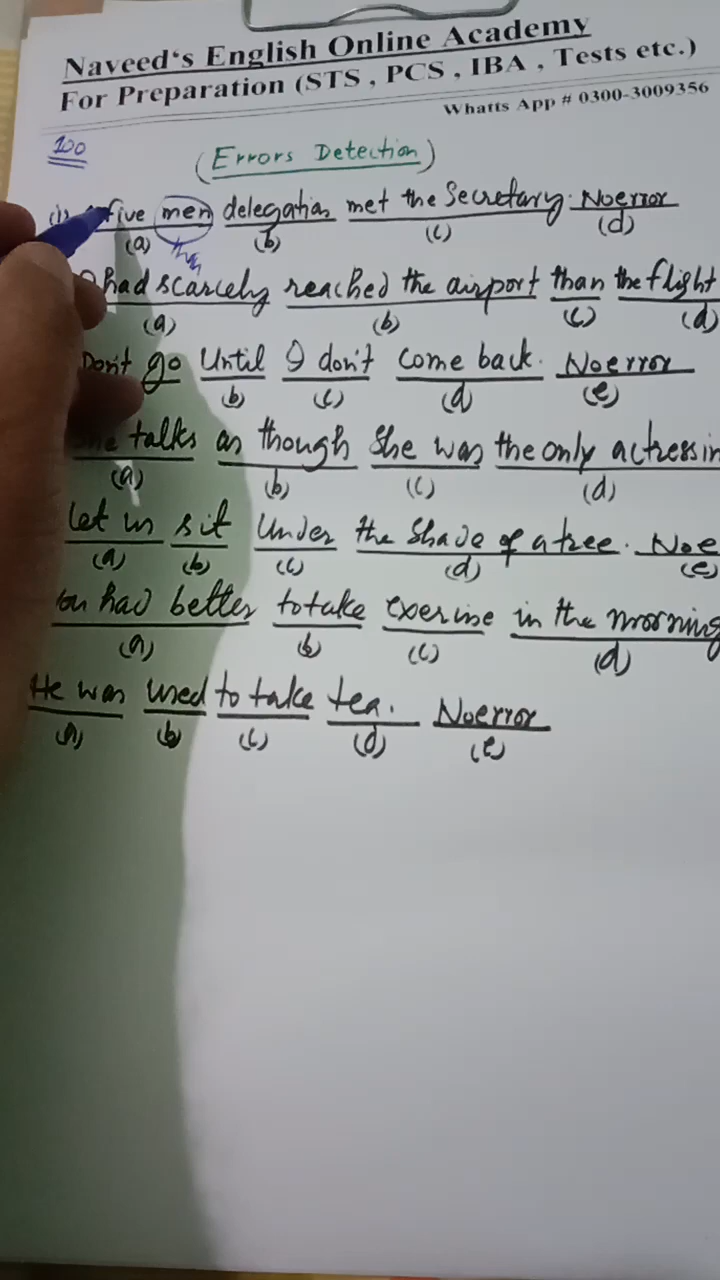 Naveed's English Online Academy
For Preparation (STS , PCS , IBA , Tests etc.)
Whatts App # 0300-3009356
100
(Errors Detection)
(1) five men delegation met the Secretary. No error
(a) (b) (c) (d)
had scarcely reached the airport than the flight
(a) (b) (c) (d)
Don't go Until I don't come back. No error
(b) (c) (d) (e)
talks as though she was the only actress in
(a) (b) (c) (d)
Let us sit Under the Shade of a tree. No e
(a) (b) (c) (d) (e)
had better to take exercise in the morning
(a) (b) (c) (d)
He was used to take tea. No error
(a) (b) (c) (d) (e)